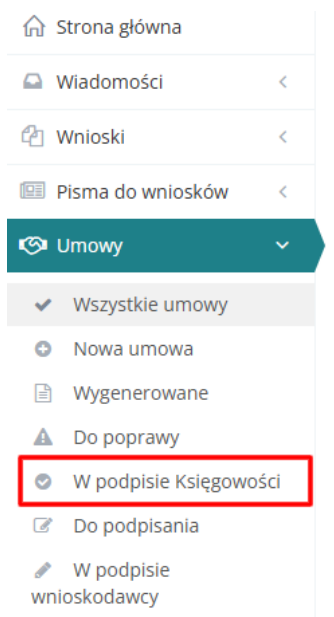 Strona główna
Wiadomości
Wnioski
Pisma do wniosków
Umowy
Wszystkie umowy
Nowa umowa
Wygenerowane
Do poprawy
W podpisie Księgowości
Do podpisania
W podpisie
wnioskodawcy